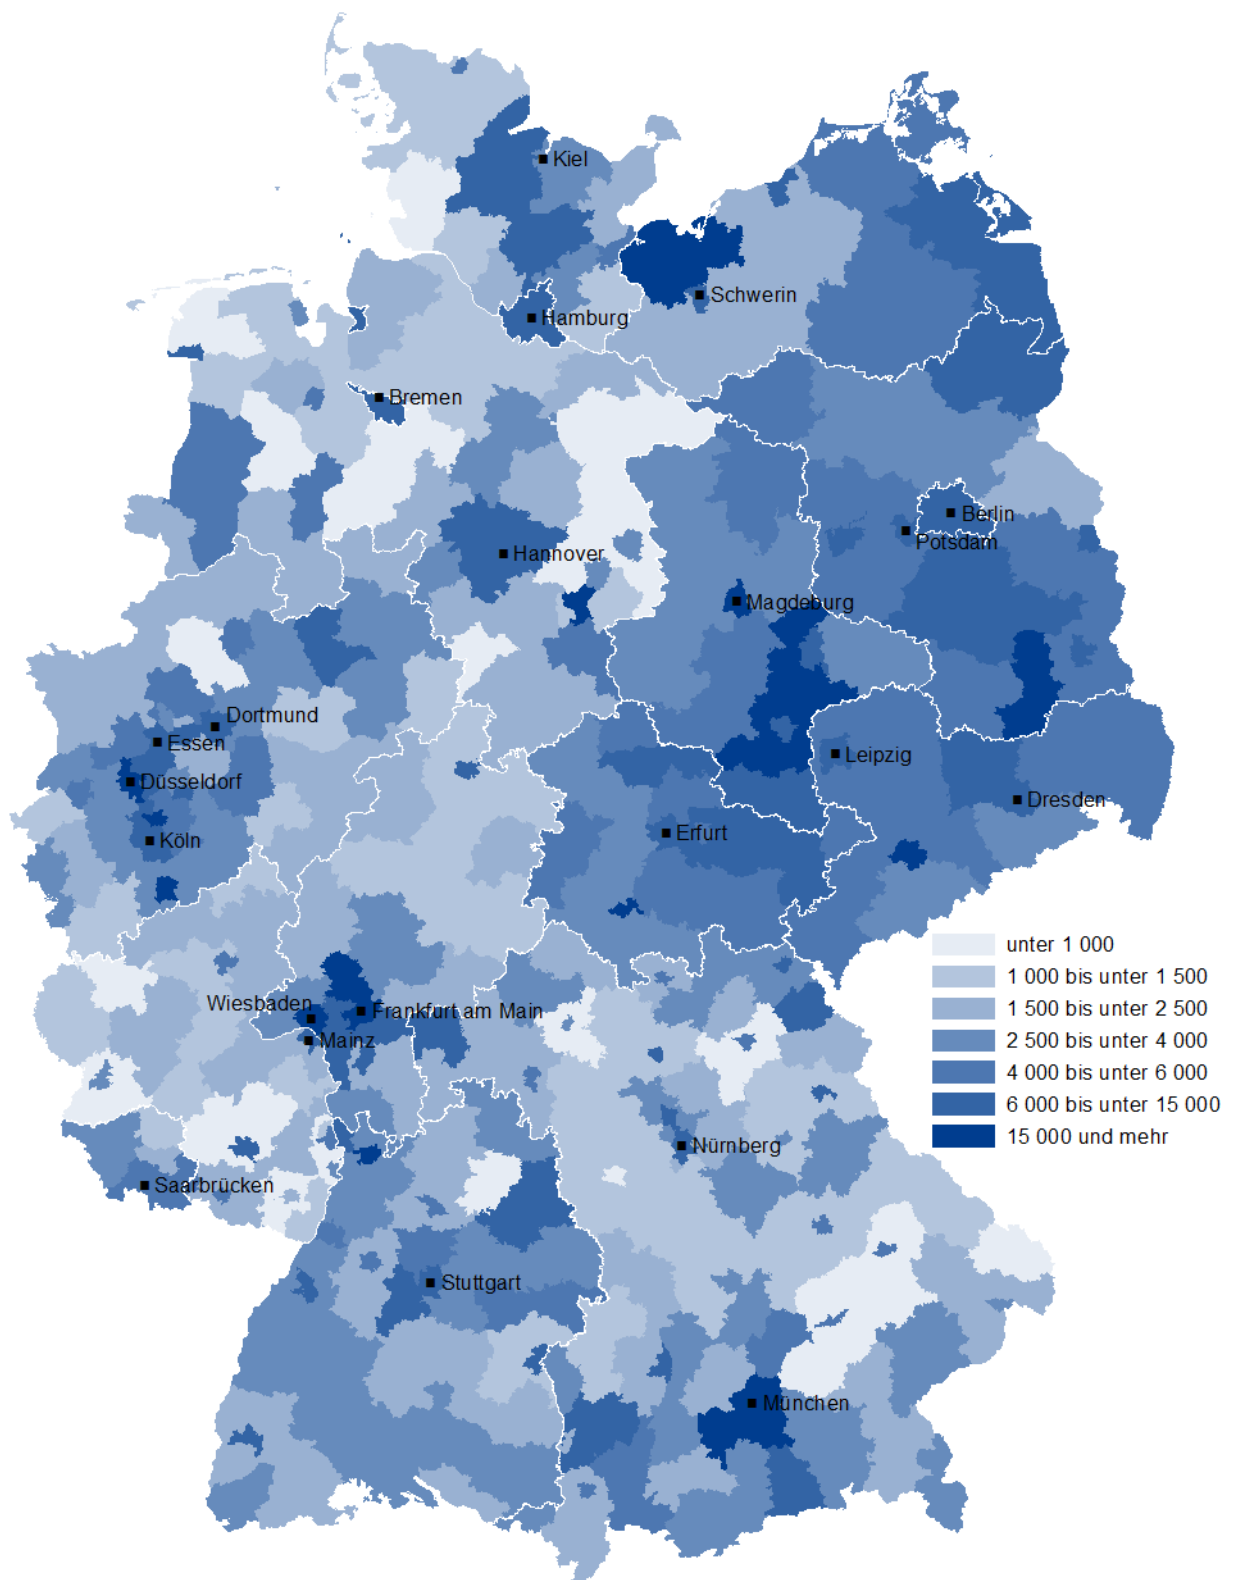 Kiel
Schwerin
Hamburg
Bremen
Berlin
Potsdam
Hannover
Magdeburg
Dortmund
Essen
Leipzig
Düsseldorf
Dresden
Köln
Erfurt
unter 1 000
1 000 bis unter 1 500
1 500 bis unter 2 500
2 500 bis unter 4 000
4 000 bis unter 6 000
6 000 bis unter 15 000
15 000 und mehr
Wiesbaden
Frankfurt am Main
Mainz
Nürnberg
Saarbrücken
Stuttgart
München